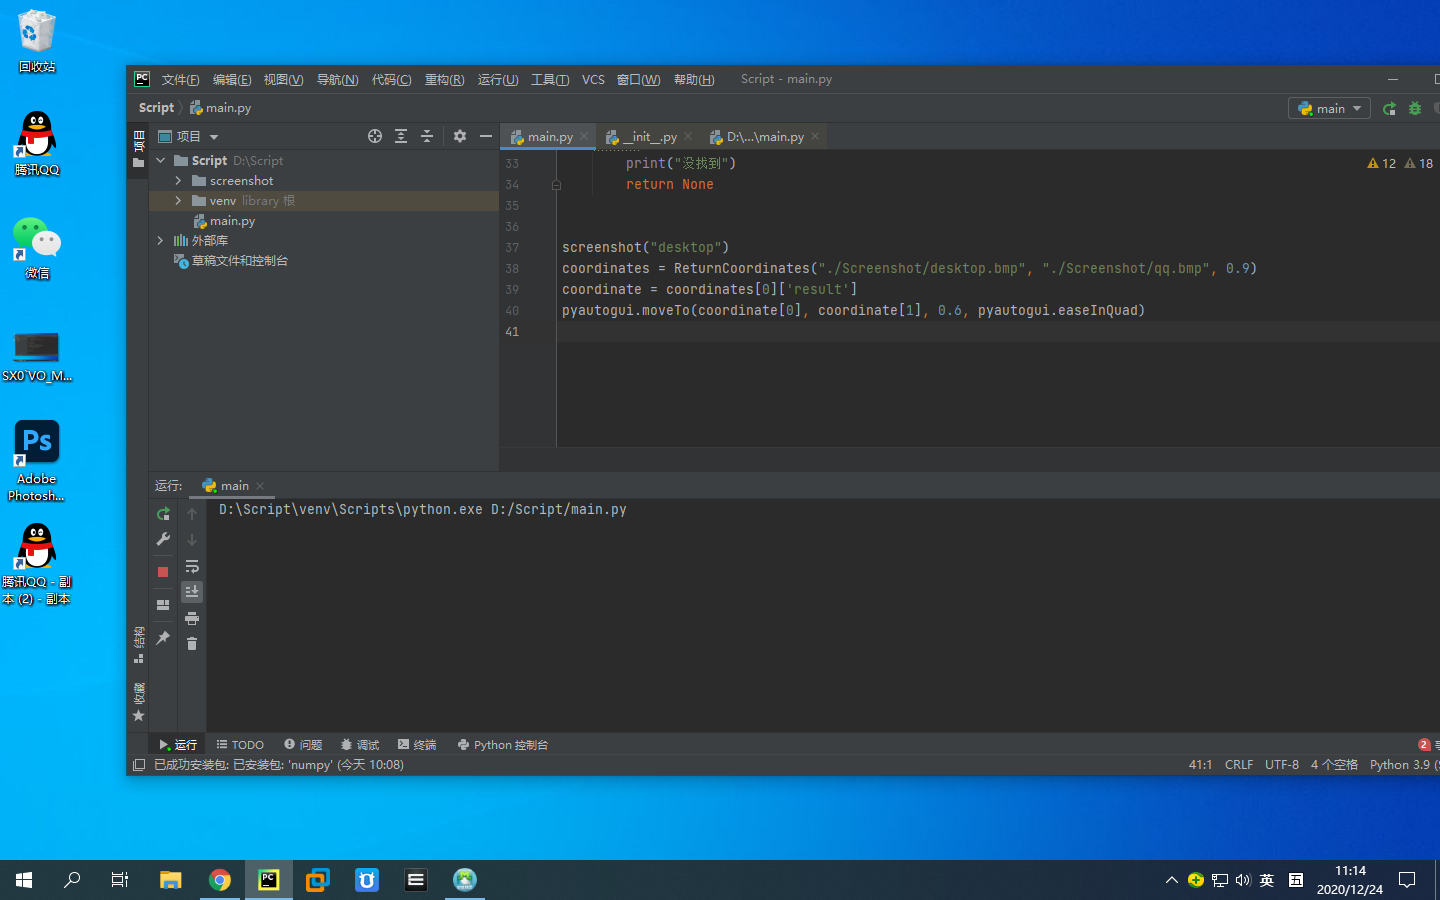 回收站
腾讯QQ
微信
SX0`VO_M...
Adobe
Photosh...
腾讯QQ - 副
本 (2) - 副本
PC 文件(F) 编辑(E) 视图(V) 导航(N) 代码(C) 重构(R) 运行(U) 工具(T) VCS 窗口(W) 帮助(H) Script - main.py
Script main.py
main
项目
项目
Script D:\Script
screenshot
venv library 根
main.py
外部库
草稿文件和控制台
main.py __init__.py D:\...\main.py
12 18
33 print("没找到")
34 return None
35
36
37 screenshot("desktop")
38 coordinates = ReturnCoordinates("./Screenshot/desktop.bmp", "./Screenshot/qq.bmp", 0.9)
39 coordinate = coordinates[0]['result']
40 pyautogui.moveTo(coordinate[0], coordinate[1], 0.6, pyautogui.easeInQuad)
41
运行: main
D:\Script\venv\Scripts\python.exe D:/Script/main.py
结构
收藏
运行 TODO 问题 调试 终端 Python 控制台
2
已成功安装包: 已安装包: 'numpy' (今天 10:08)
41:1 CRLF UTF-8 4 个空格 Python 3.9 (S
Ps
PC
英 五
11:14
2020/12/24